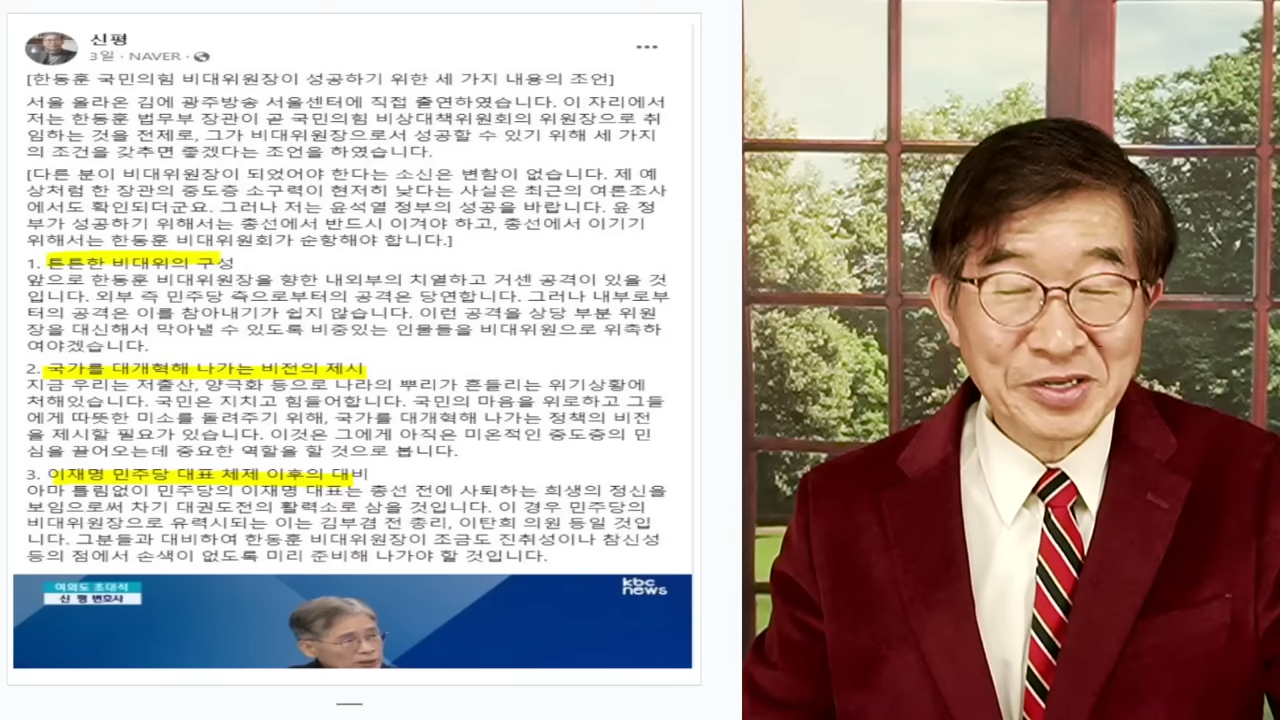 신평
3일 · NAVER ·
[한동훈 국민의힘 비대위원장이 성공하기 위한 세 가지 내용의 조언]
서울 올라온 김에 광주방송 서울센터에 직접 출연하였습니다. 이 자리에서
저는 한동훈 법무부 장관이 곧 국민의힘 비상대책위원회의 위원장으로 취
임하는 것을 전제로, 그가 비대위원장으로서 성공할 수 있기 위해 세 가지
의 조건을 갖추면 좋겠다는 조언을 하였습니다.
[다른 분이 비대위원장이 되었어야 한다는 소신은 변함이 없습니다. 제 예
상처럼 한 장관의 중도층 소구력이 현저히 낮다는 사실은 최근의 여론조사
에서도 확인되더군요. 그러나 저는 윤석열 정부의 성공을 바랍니다. 윤 정
부가 성공하기 위해서는 총선에서 반드시 이겨야 하고, 총선에서 이기기
위해서는 한동훈 비대위원회가 순항해야 합니다.]
1. 튼튼한 비대위의 구성
앞으로 한동훈 비대위원장을 향한 내외부의 치열하고 거센 공격이 있을 것
입니다. 외부 즉 민주당 측으로부터의 공격은 당연합니다. 그러나 내부로부
터의 공격은 이를 참아내기가 쉽지 않습니다. 이런 공격을 상당 부분 위원
장을 대신해서 막아낼 수 있도록 비중있는 인물들을 비대위원으로 위촉하
여야겠습니다.
2. 국가를 대개혁해 나가는 비전의 제시
지금 우리는 저출산, 양극화 등으로 나라의 뿌리가 흔들리는 위기상황에
처해있습니다. 국민은 지치고 힘들어합니다. 국민의 마음을 위로하고 그들
에게 따뜻한 미소를 돌려주기 위해, 국가를 대개혁해 나가는 정책의 비전
을 제시할 필요가 있습니다. 이것은 그에게 아직은 미온적인 중도층의 민
심을 끌어오는데 중요한 역할을 할 것으로 봅니다.
3. 이재명 민주당 대표 체제 이후의 대비
아마 틀림없이 민주당의 이재명 대표는 총선 전에 사퇴하는 희생의 정신을
보임으로써 차기 대권도전의 활력소로 삼을 것입니다. 이 경우 민주당의
비대위원장으로 유력시되는 이는 김부겸 전 총리, 이탄희 의원 등일 것입
니다. 그분들과 대비하여 한동훈 비대위원장이 조금도 진취성이나 참신성
등의 점에서 손색이 없도록 미리 준비해 나가야 할 것입니다.
여의도 초대석
신 평 변호사
kbc
news